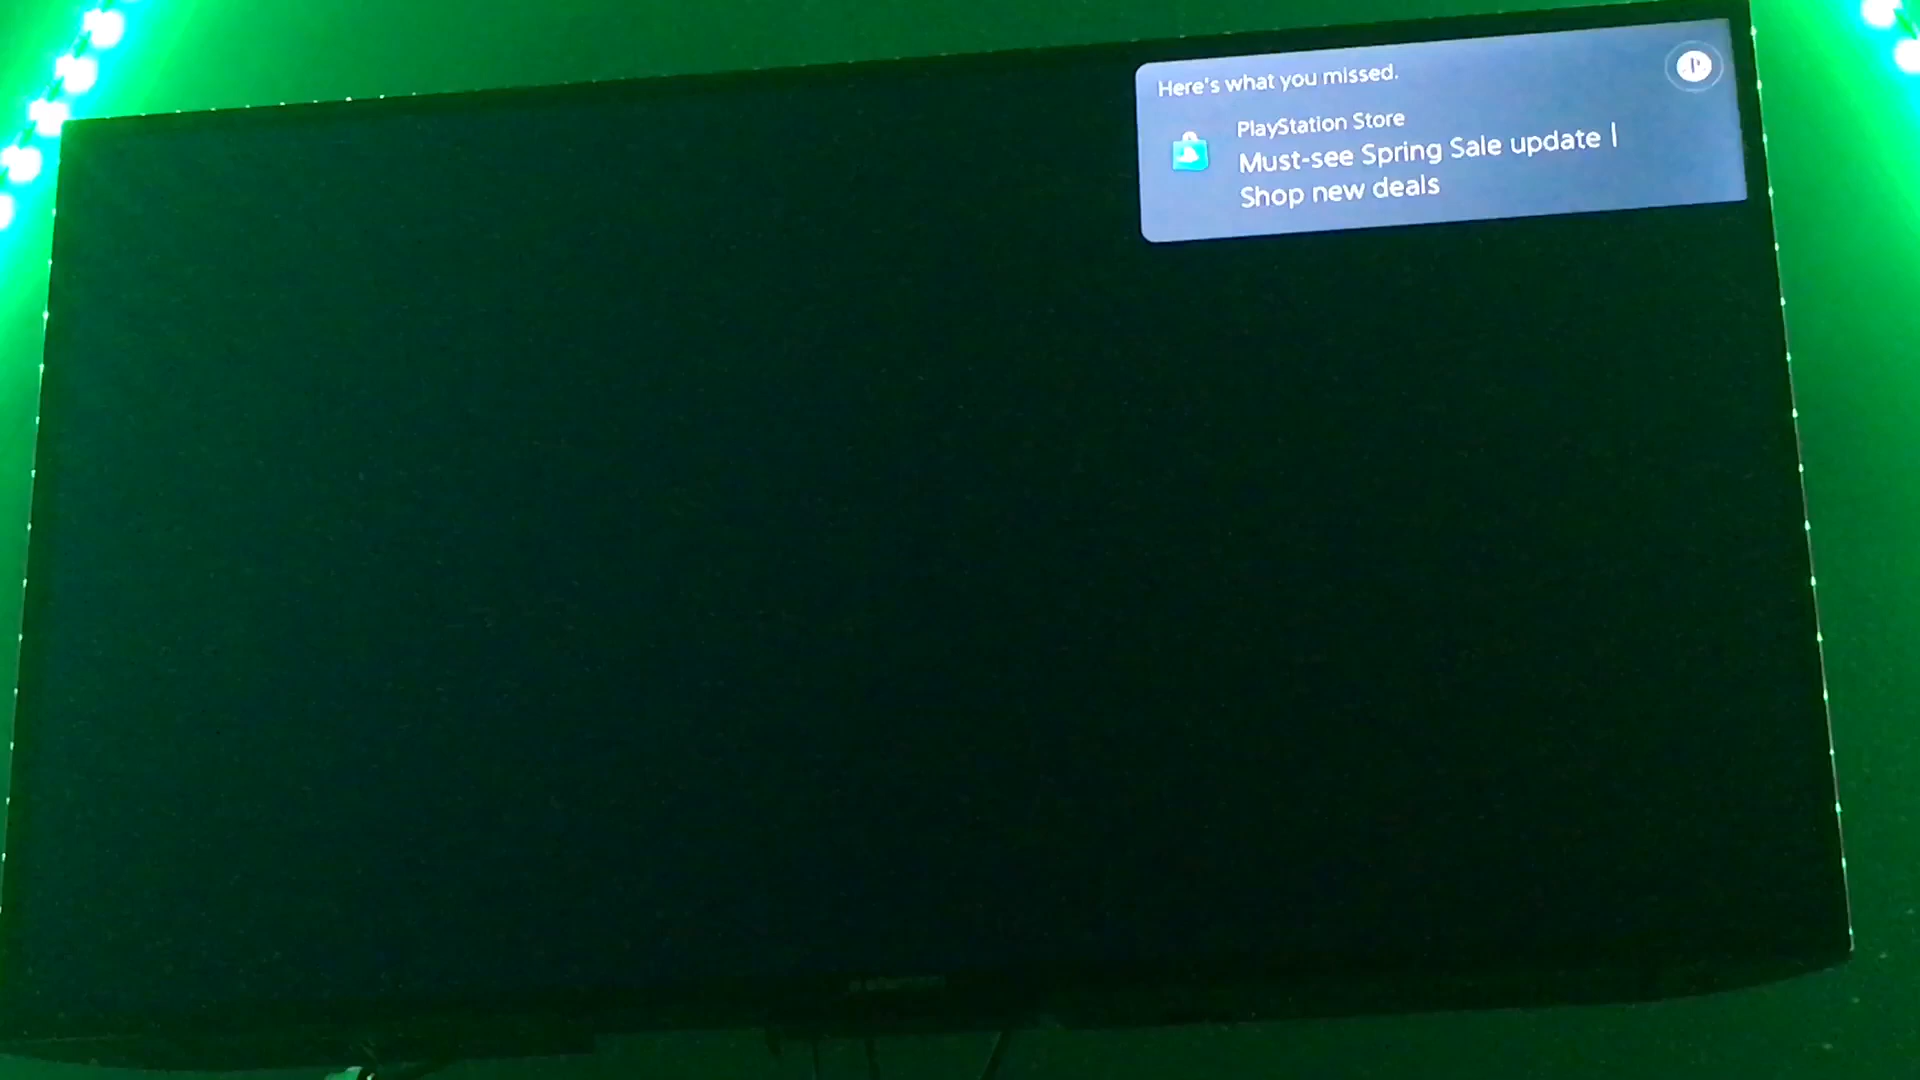 Here's what you missed.
PlayStation Store
Must-see Spring Sale update |
Shop new deals